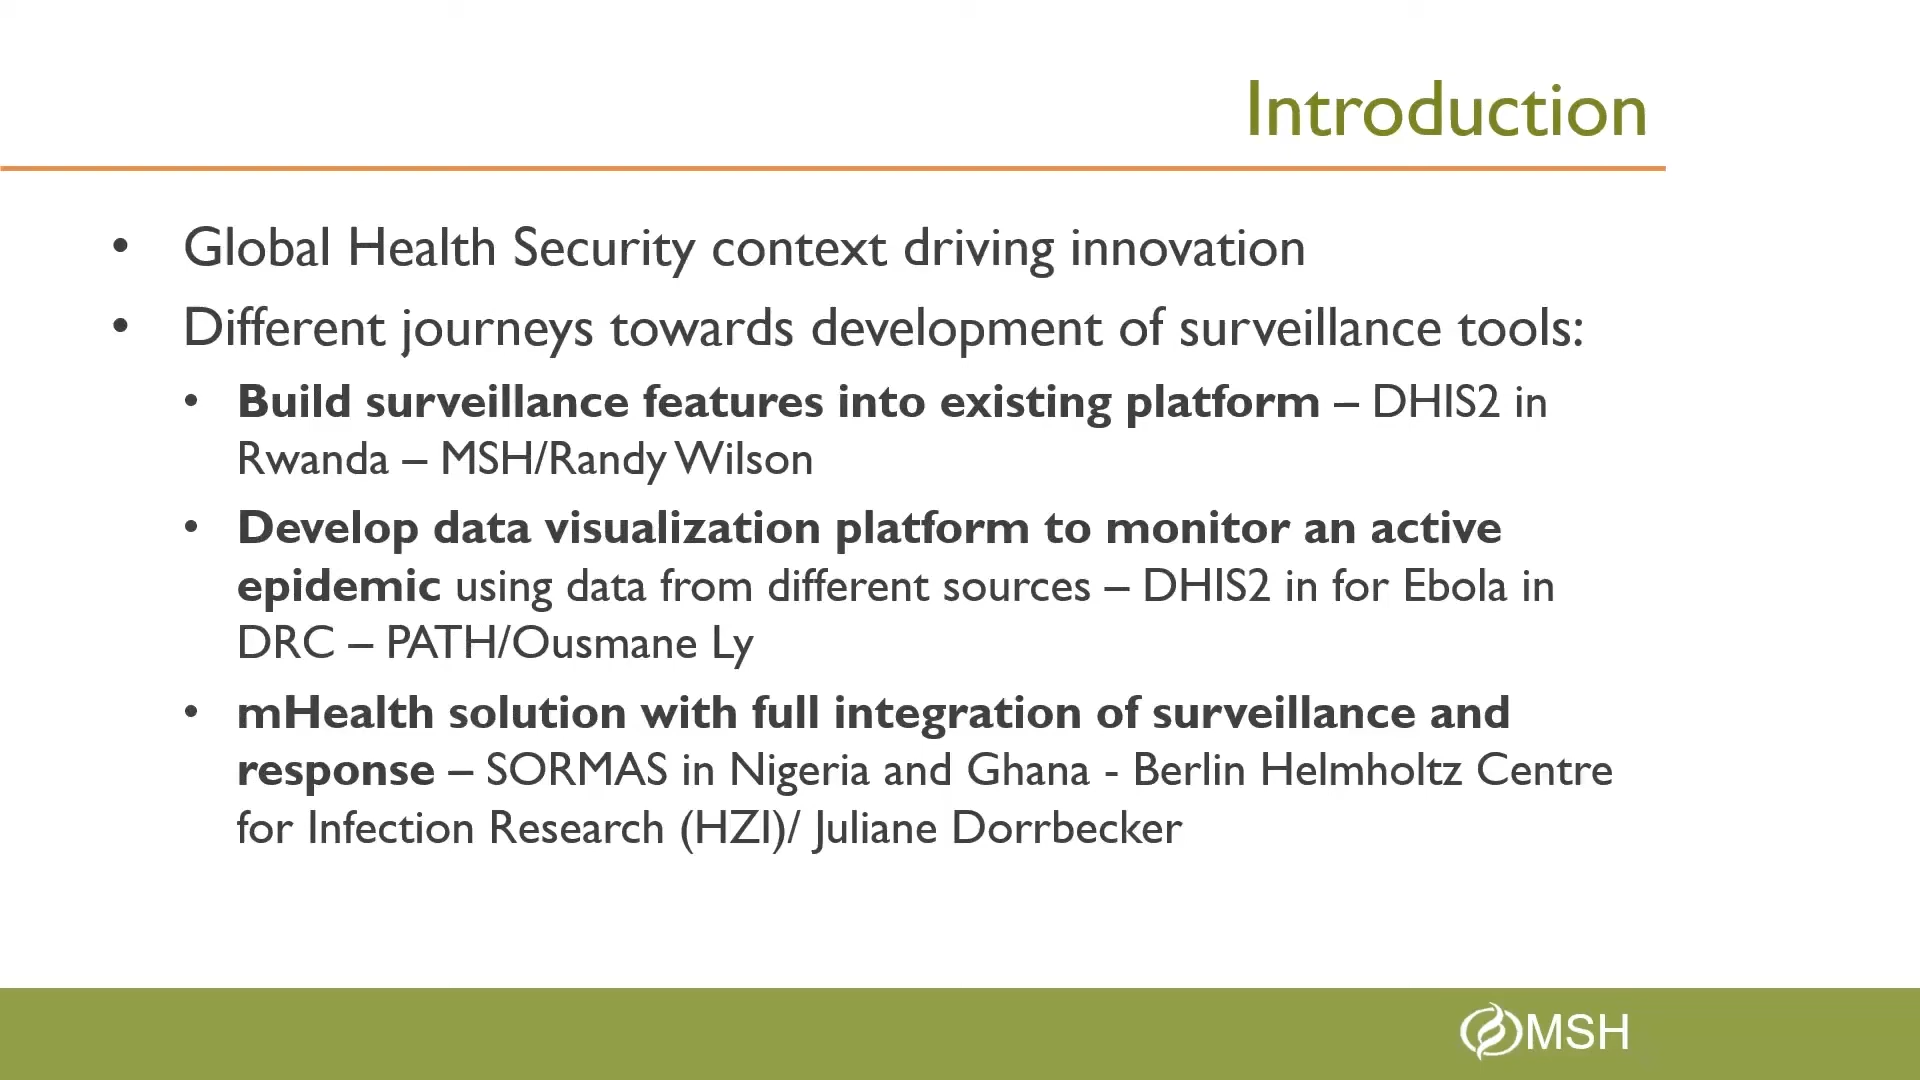 Introduction
• Global Health Security context driving innovation
• Different journeys towards development of surveillance tools:
• Build surveillance features into existing platform – DHIS2 in
Rwanda – MSH/Randy Wilson
• Develop data visualization platform to monitor an active
epidemic using data from different sources – DHIS2 in for Ebola in
DRC – PATH/Ousmane Ly
• mHealth solution with full integration of surveillance and
response – SORMAS in Nigeria and Ghana - Berlin Helmholtz Centre
for Infection Research (HZI)/ Juliane Dorrbecker
MSH